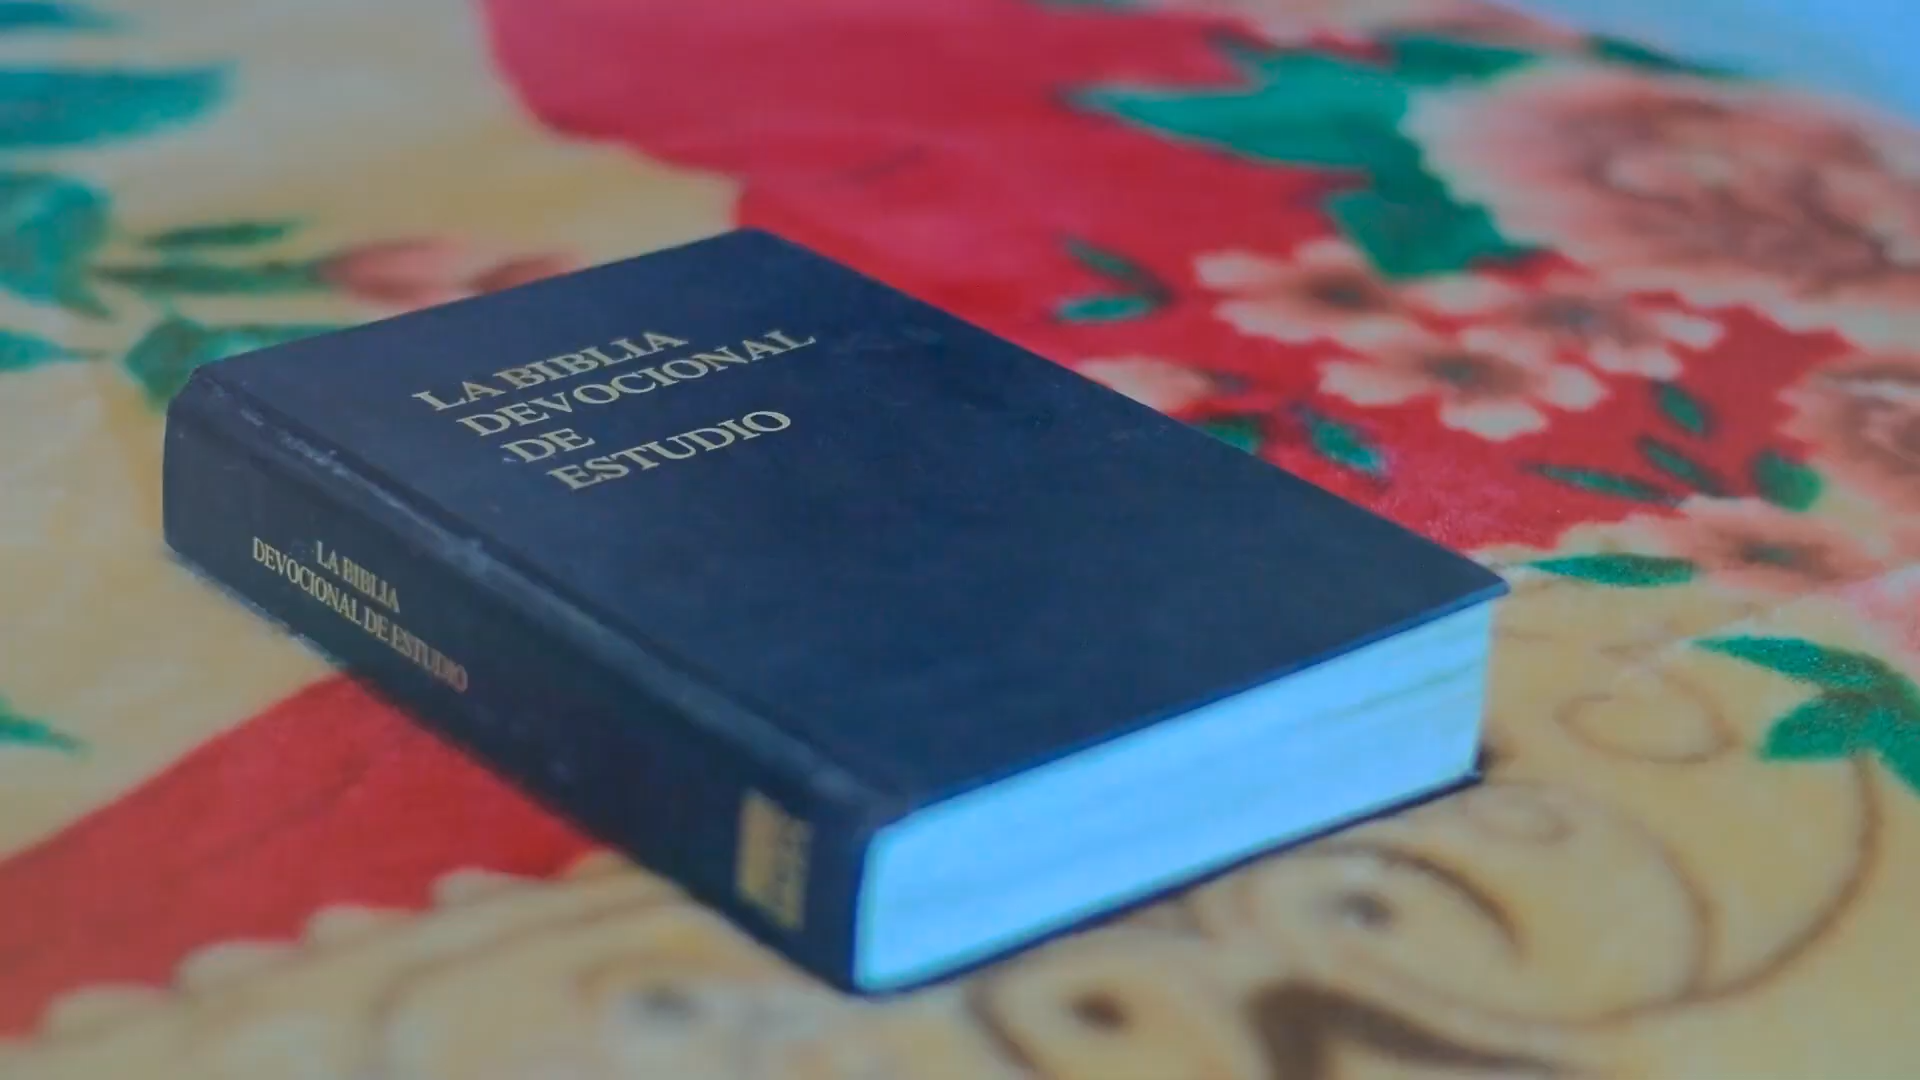 LA BIBLIA
DEVOCIONAL
DE
ESTUDIO
LA BIBLIA
DEVOCIONAL DE ESTUDIO